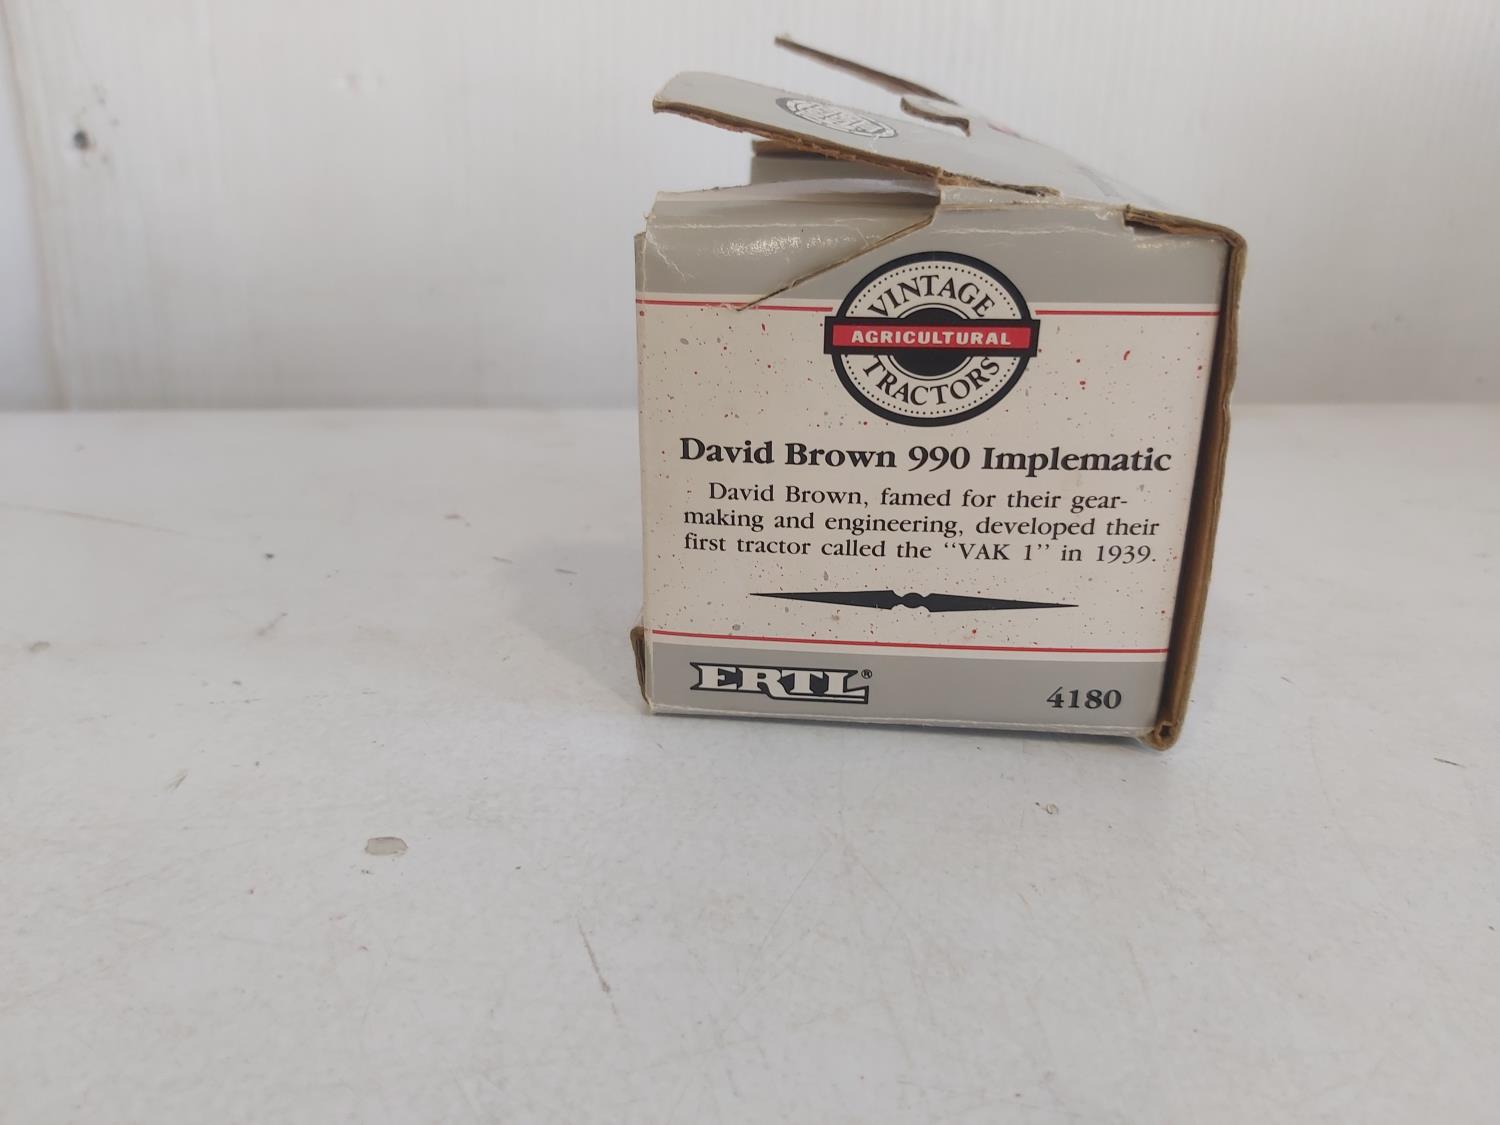 VINTAGE
AGRICULTURAL
TRACTORS
David Brown 990 Implematic
David Brown, famed for their gear-
making and engineering, developed their
first tractor called the "VAK 1" in 1939.
ERTL®
4180